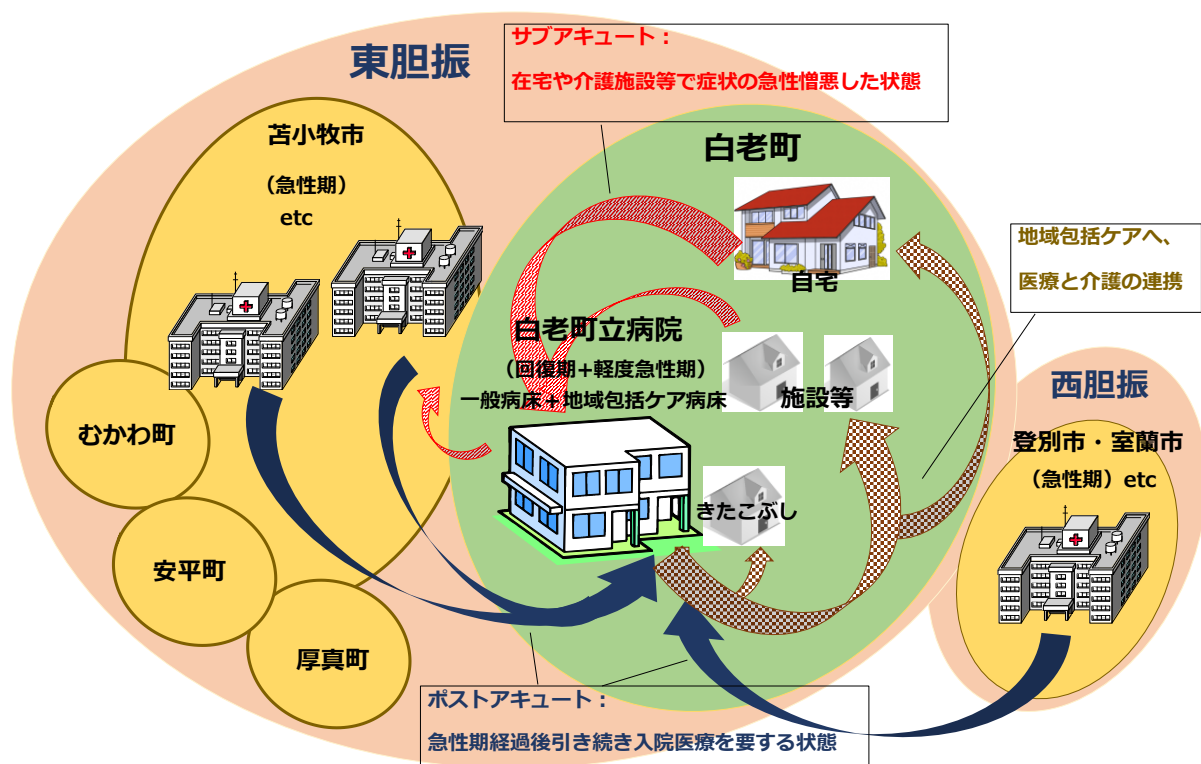 サブアキュート：
在宅や介護施設等で症状の急性憎悪した状態
東胆振
苫小牧市
（急性期）
etc
白老町
地域包括ケアへ、
医療と介護の連携
自宅
白老町立病院
（回復期+軽度急性期）
一般病床＋地域包括ケア病床
施設等
西胆振
むかわ町
登別市・室蘭市
（急性期）etc
きたこぶし
安平町
厚真町
ポストアキュート：
急性期経過後引き続き入院医療を要する状態